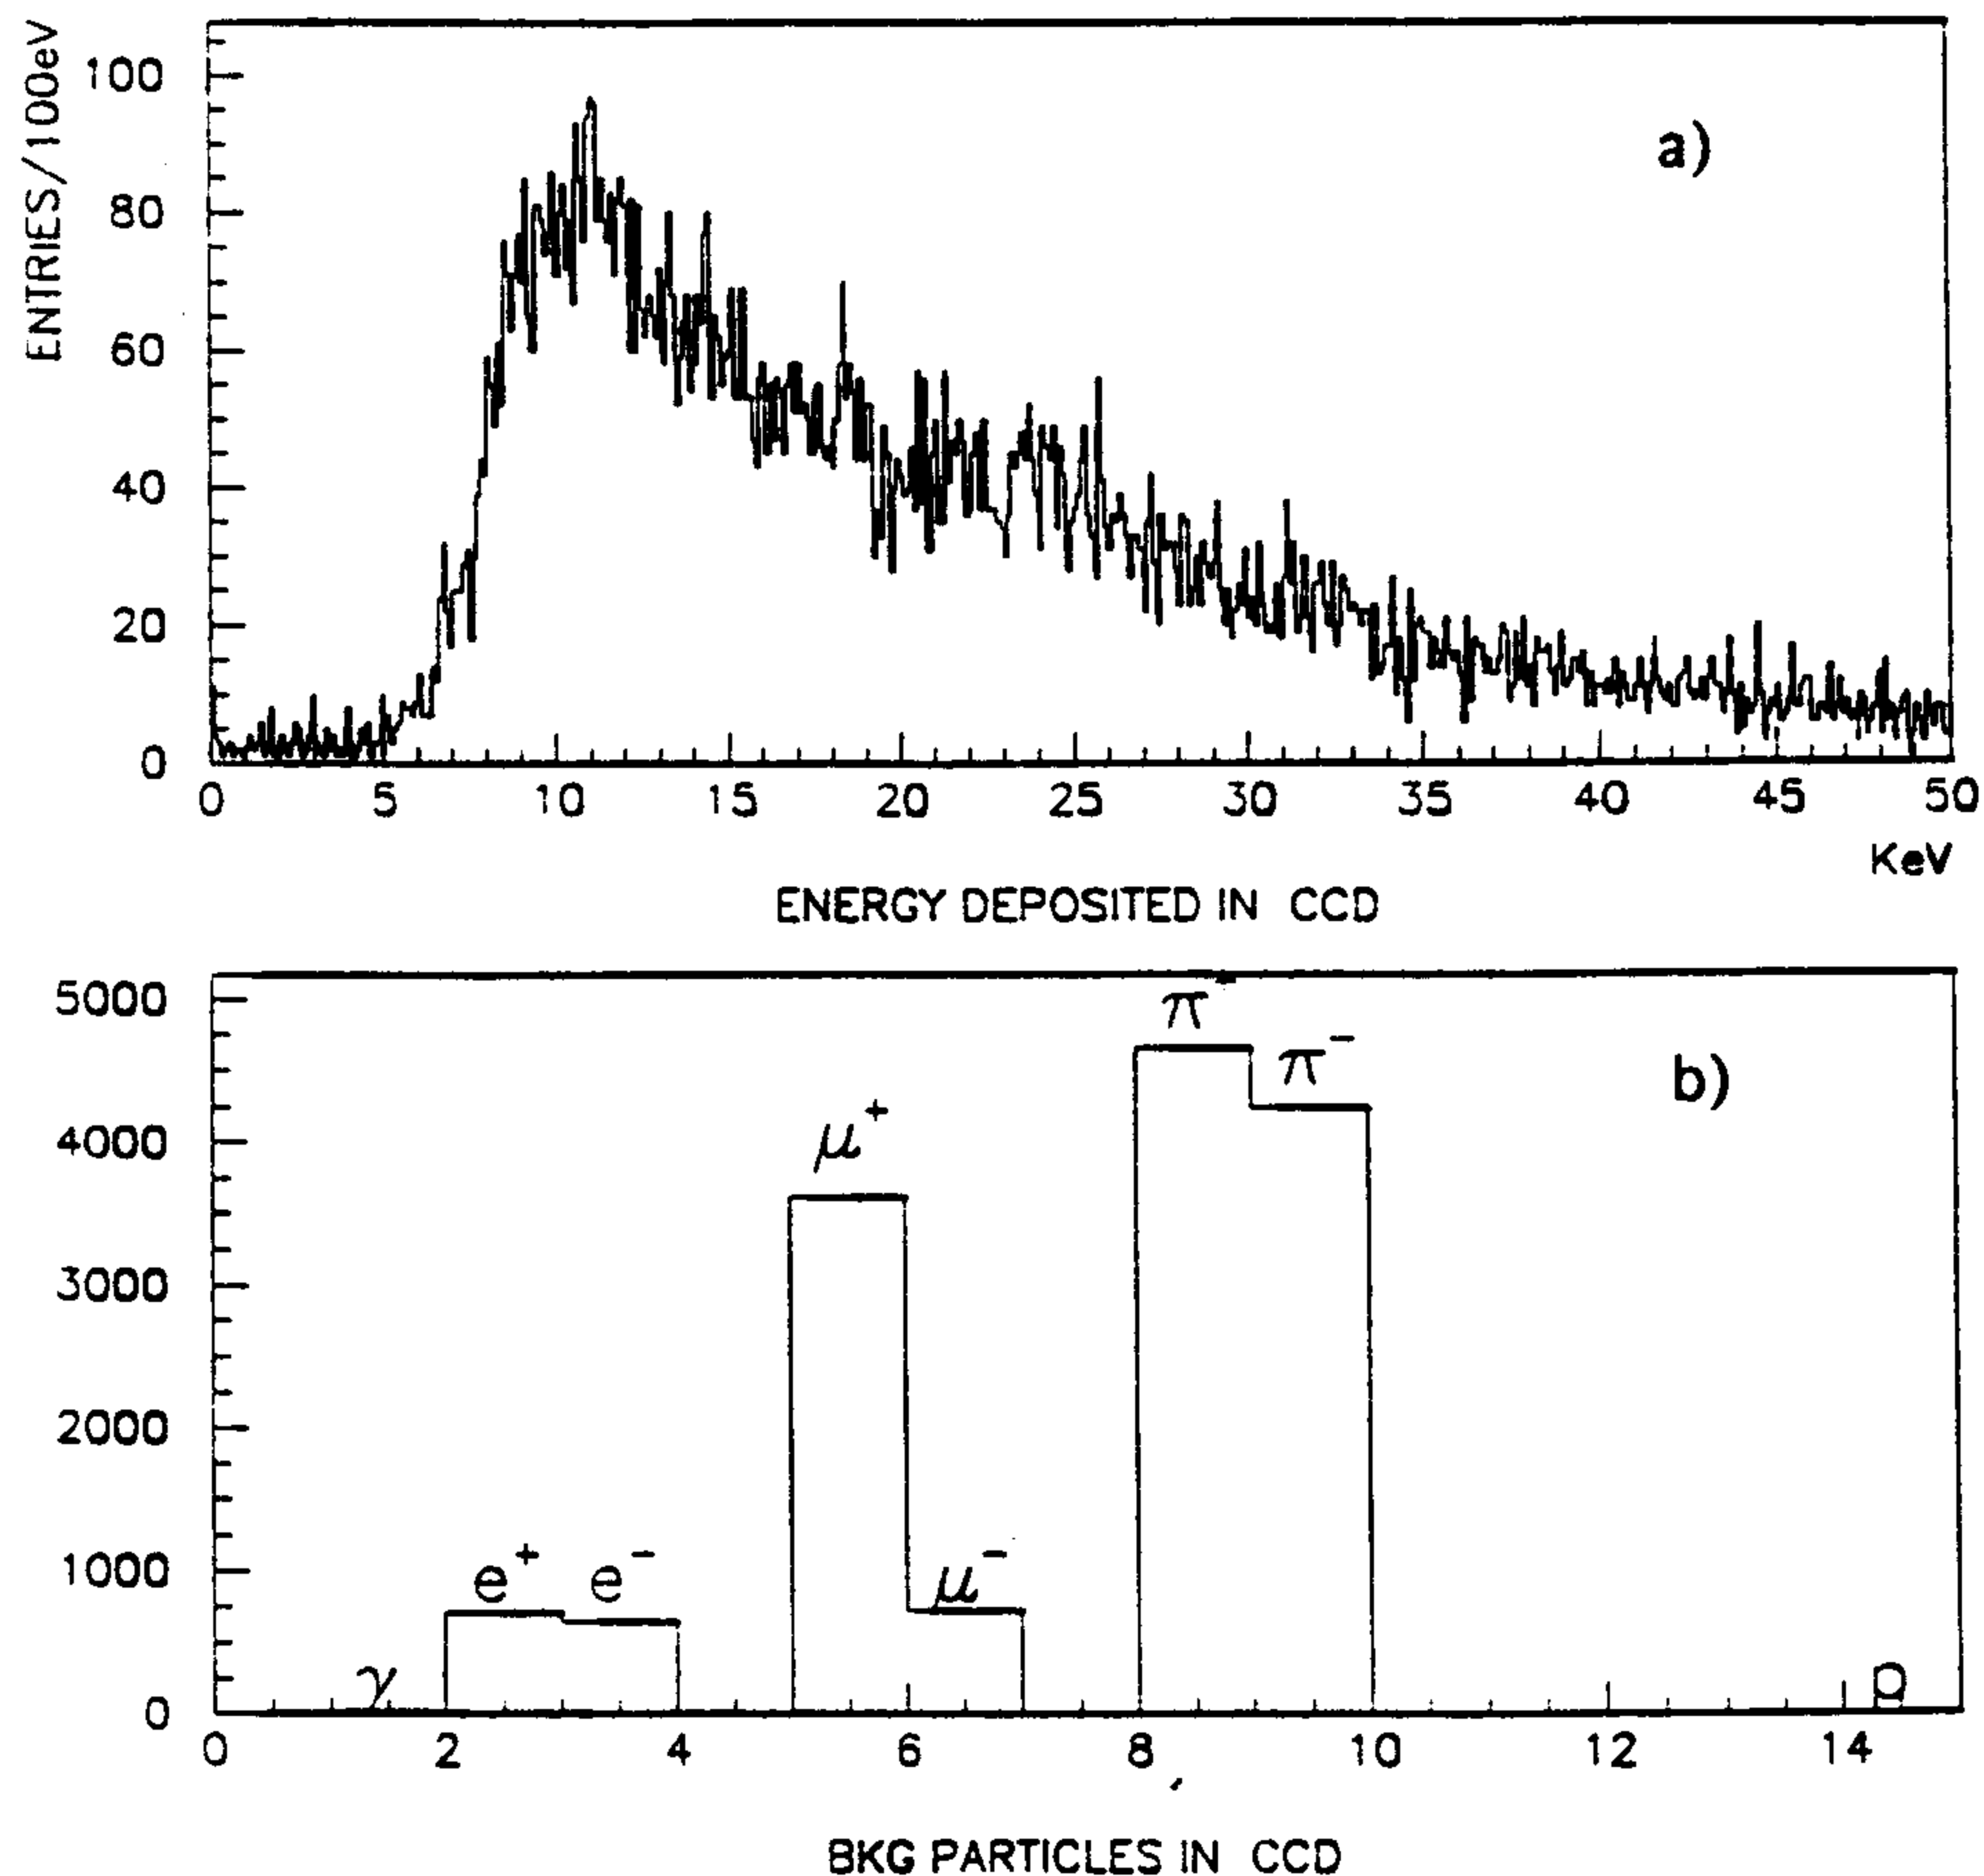 ENTRIES/100eV
100
80
60
40
20
0
a)
0 5 10 15 20 25 30 35 40 45 50
KeV
ENERGY DEPOSITED IN CCD
5000
4000
3000
2000
1000
0
b)
γ
e⁺ e⁻
μ⁺
μ⁻
π⁻
π⁻
0 2 4 6 8 10 12 14
BKG PARTICLES IN CCD